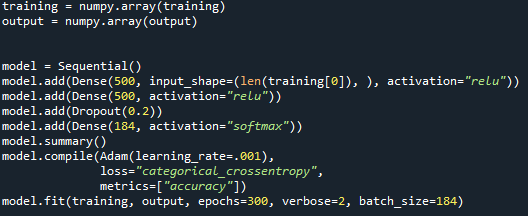 training = numpy.array(training)
output = numpy.array(output)
model = Sequential()
model.add(Dense(500, input_shape=(len(training[0]), ), activation="relu"))
model.add(Dense(500, activation="relu"))
model.add(Dropout(0.2))
model.add(Dense(184, activation="softmax"))
model.summary()
model.compile(Adam(learning_rate=.001),
loss="categorical_crossentropy",
metrics=["accuracy"])
model.fit(training, output, epochs=300, verbose=2, batch_size=184)